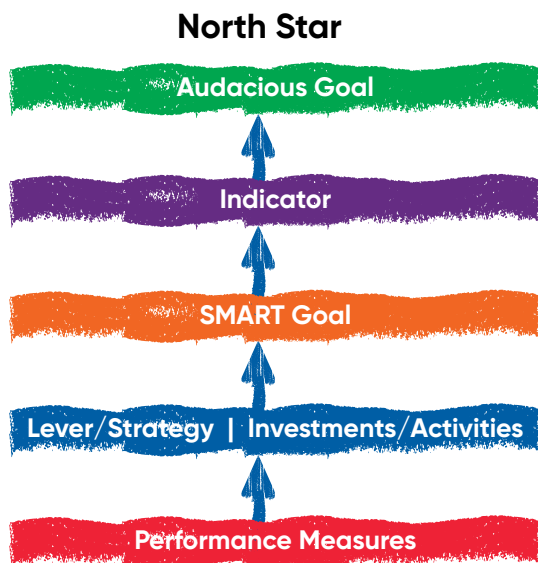 North Star
Audacious Goal
Indicator
SMART Goal
Lever/Strategy | Investments/Activities
Performance Measures